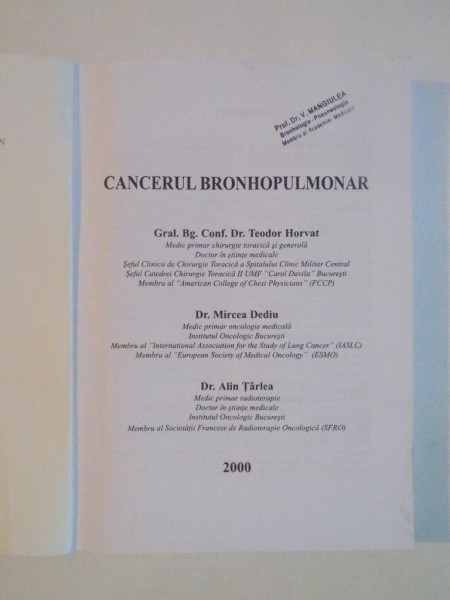 Prof. Dr. V. MANGIULEA
Bronhologie - Pneumologie
Membru al Academiei Medicale
CANCERUL BRONHOPULMONAR
Gral. Bg. Conf. Dr. Teodor Horvat
Medic primar chirurgie toracică și generală
Doctor în științe medicale
Șeful Clinicii de Chirurgie Toracică a Spitalului Clinic Militar Central
Șeful Catedrei Chirurgie Toracică II UMF "Carol Davila" București
Membru al "American College of Chest Physicians" (FCCP)
Dr. Mircea Dediu
Medic primar oncologie medicală
Institutul Oncologic București
Membru al "International Association for the Study of Lung Cancer" (IASLC)
Membru al "European Society of Medical Oncology" (ESMO)
Dr. Alin Țârlea
Medic primar radioterapie
Doctor în științe medicale
Institutul Oncologic București
Membru al Societății Franceze de Radioterapie Oncologică (SFRO)
2000